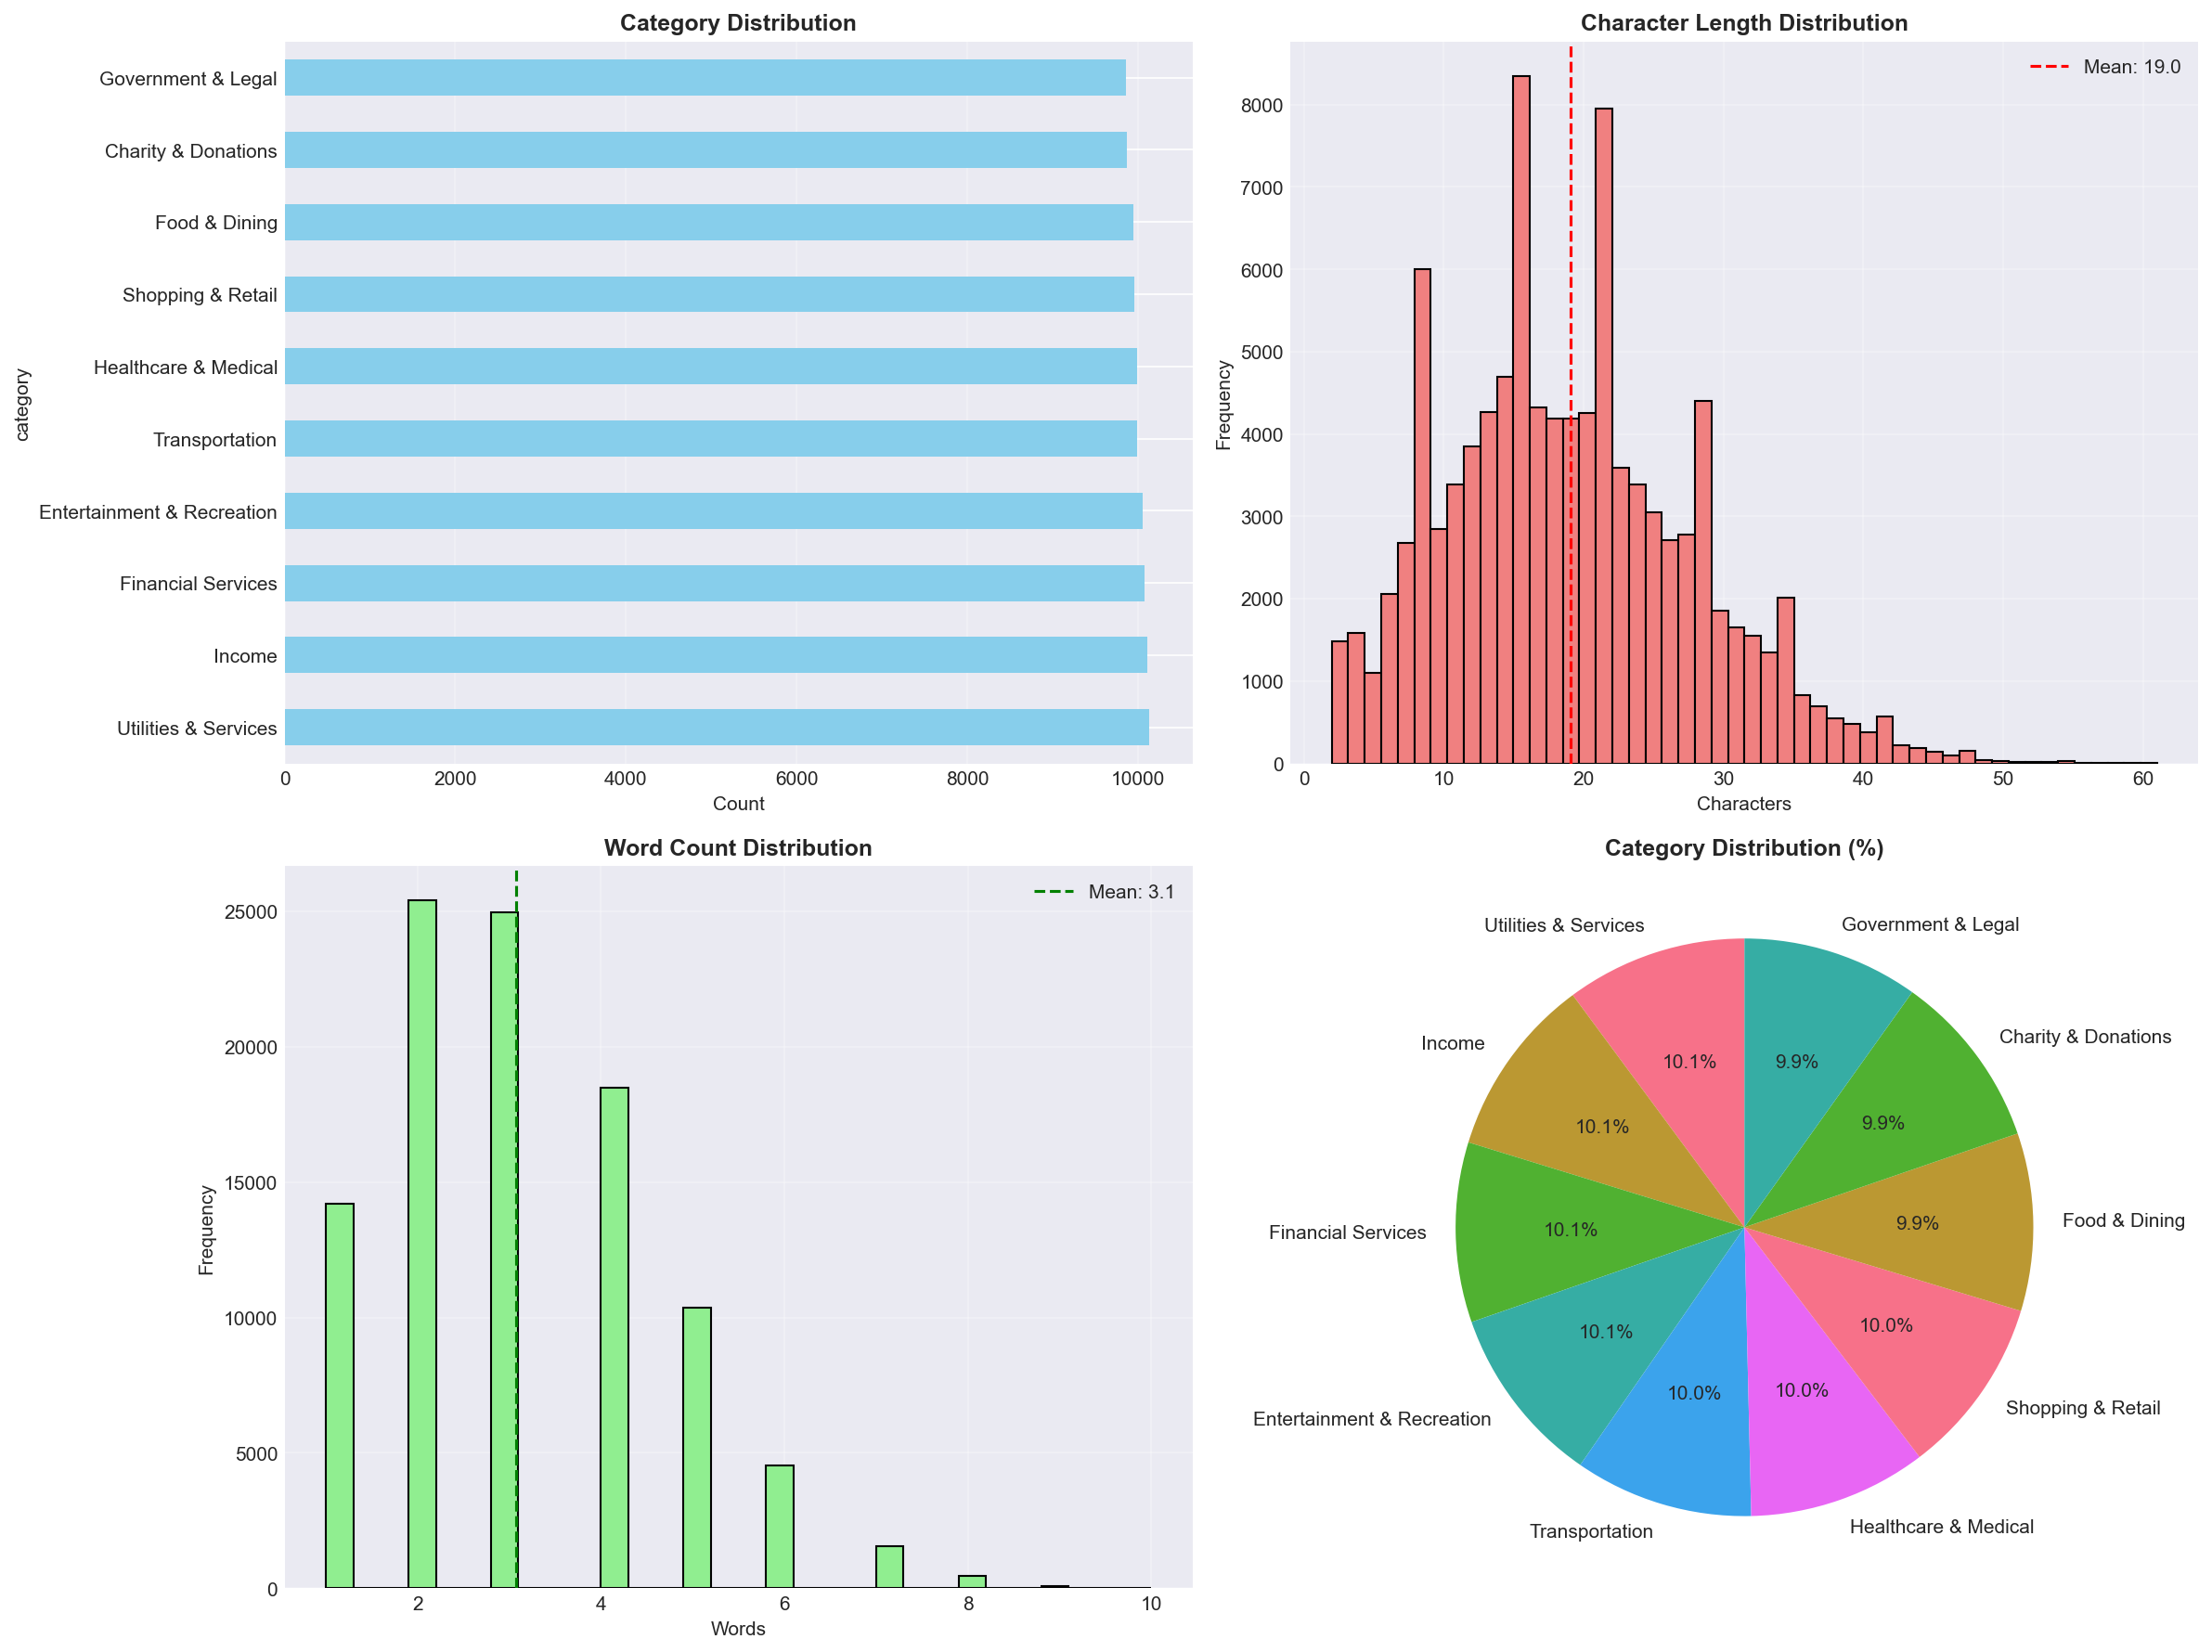 Category Distribution
Government & Legal
Charity & Donations
Food & Dining
Shopping & Retail
Healthcare & Medical
Transportation
Entertainment & Recreation
Financial Services
Income
Utilities & Services
category
0 2000 4000 6000 8000 10000
Count
Character Length Distribution
Mean: 19.0
8000
7000
6000
5000
4000
3000
2000
1000
0
Frequency
0 10 20 30 40 50 60
Characters
Word Count Distribution
Mean: 3.1
25000
20000
15000
10000
5000
0
Frequency
2 4 6 8 10
Words
Category Distribution (%)
Utilities & Services
Government & Legal
Income
Charity & Donations
10.1%
9.9%
10.1%
9.9%
Financial Services
10.1%
9.9%
Food & Dining
10.1%
10.0%
10.0%
10.0%
Entertainment & Recreation
Shopping & Retail
Transportation
Healthcare & Medical